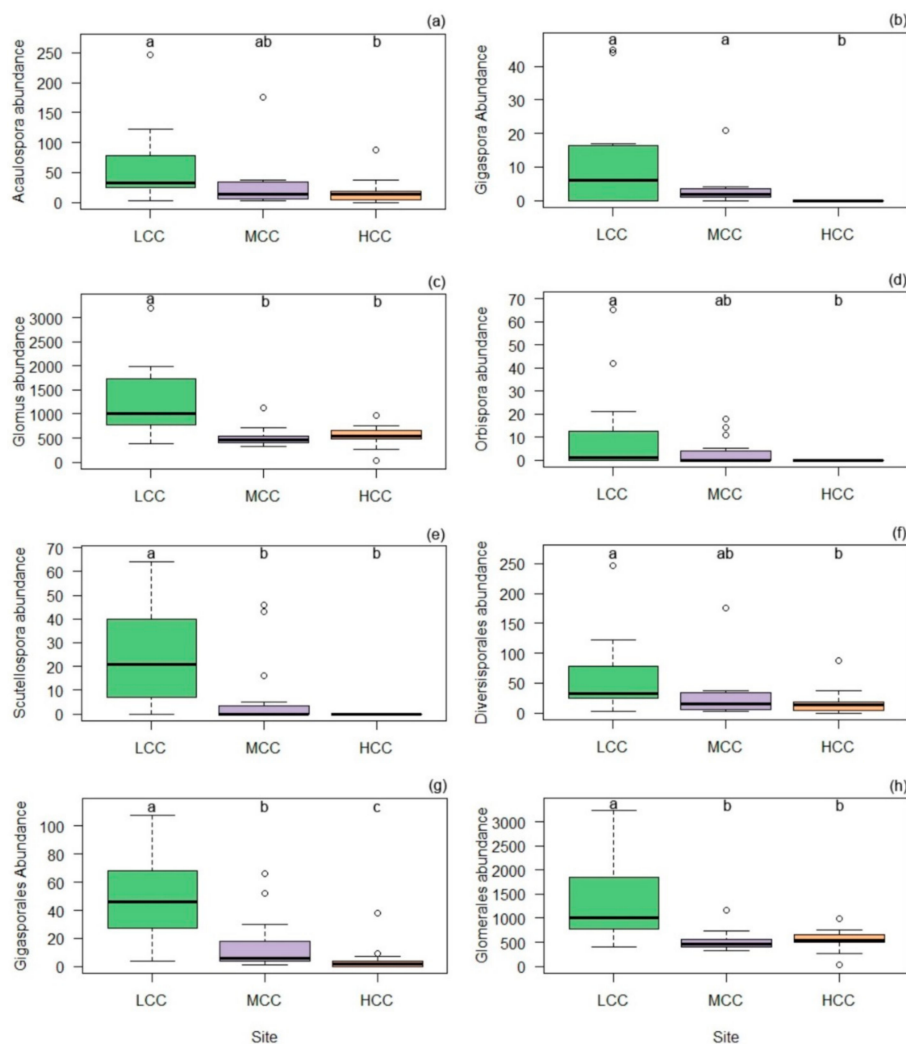 (a)
a ab b
Acaulospora abundance
250
200
150
100
50
0
LCC MCC HCC
(b)
a a b
Gigaspora Abundance
40
30
20
10
0
LCC MCC HCC
(c)
a b b
Glomus abundance
3000
2000
1500
1000
500
0
LCC MCC HCC
(d)
a ab b
Orbispora abundance
70
60
50
40
30
20
10
0
LCC MCC HCC
(e)
a b b
Scutellospora abundance
70
60
50
40
30
20
10
0
LCC MCC HCC
(f)
a ab b
Diversisporales abundance
250
200
150
100
50
0
LCC MCC HCC
(g)
a b c
Gigasporales Abundance
100
80
60
40
20
0
LCC MCC HCC
Site
(h)
a b b
Glomerales abundance
3000
2000
1500
1000
500
0
LCC MCC HCC
Site